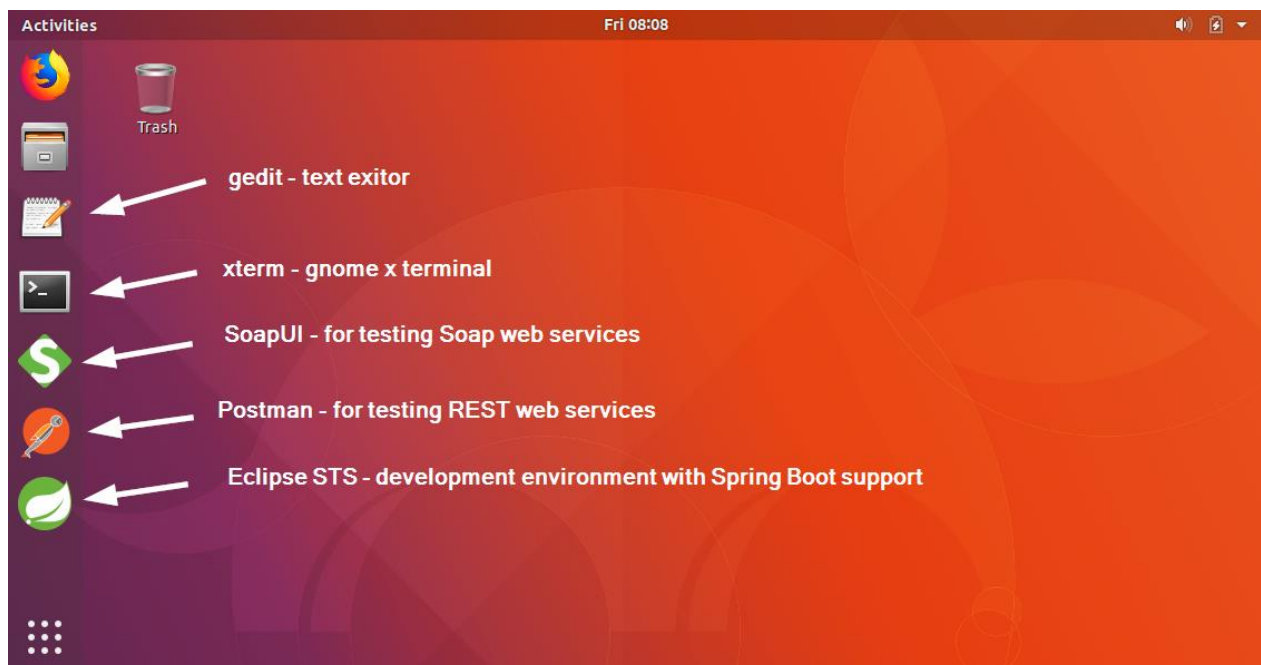 Activities
Fri 08:08
Trash
gedit - text exitor
xterm - gnome x terminal
SoapUI - for testing Soap web services
Postman - for testing REST web services
Eclipse STS - development environment with Spring Boot support